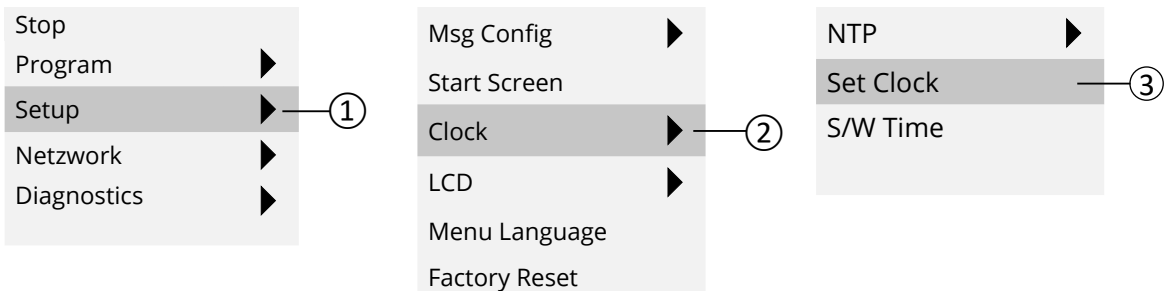 Stop
Program
Setup
①
Netzwork
Diagnostics
Msg Config
Start Screen
Clock
②
LCD
Menu Language
Factory Reset
NTP
Set Clock
③
S/W Time